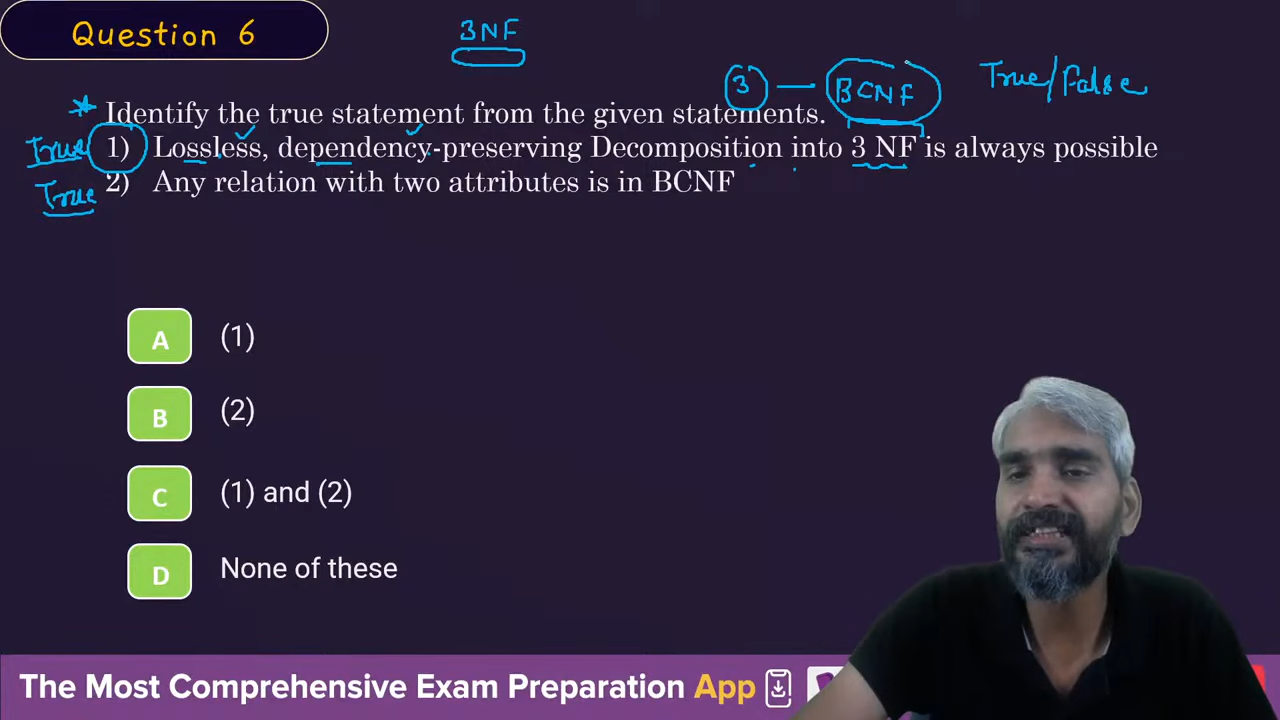 Question 6
3NF
3 — BCNF
True/False
Identify the true statement from the given statements.
True 1) Lossless, dependency-preserving Decomposition into 3 NF is always possible
True 2) Any relation with two attributes is in BCNF
A (1)
B (2)
C (1) and (2)
D None of these
The Most Comprehensive Exam Preparation App